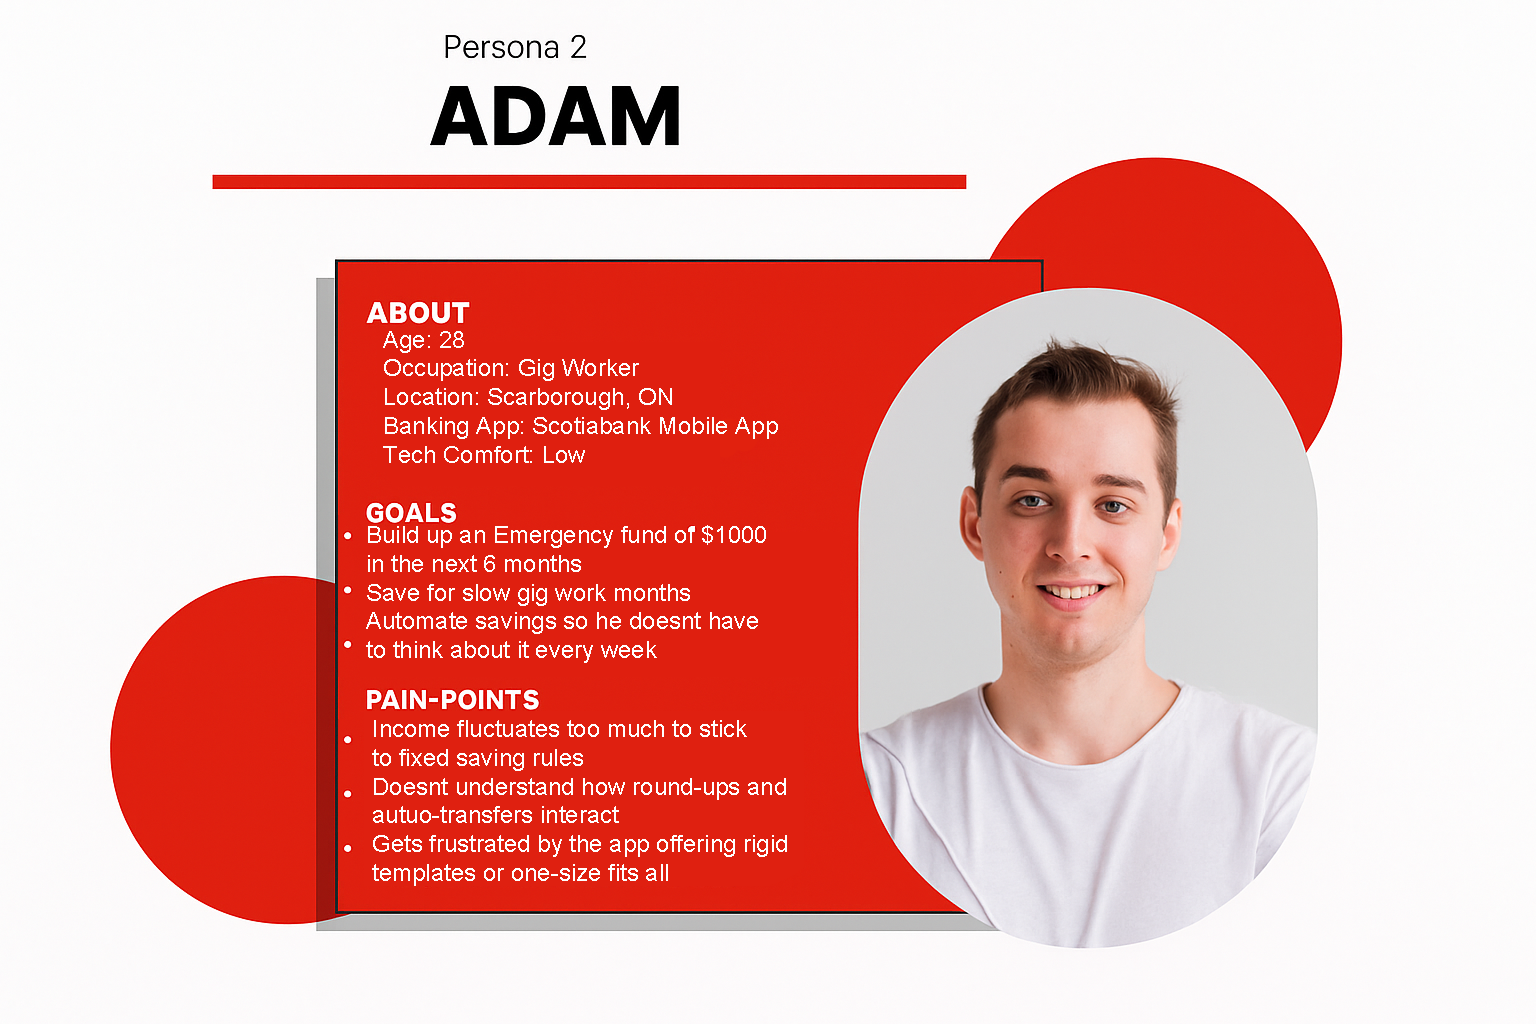 Persona 2
ADAM
ABOUT
Age: 28
Occupation: Gig Worker
Location: Scarborough, ON
Banking App: Scotiabank Mobile App
Tech Comfort: Low
GOALS
• Build up an Emergency fund of $1000
in the next 6 months
• Save for slow gig work months
Automate savings so he doesnt have
• to think about it every week
PAIN-POINTS
• Income fluctuates too much to stick
to fixed saving rules
• Doesnt understand how round-ups and
autuo-transfers interact
• Gets frustrated by the app offering rigid
templates or one-size fits all